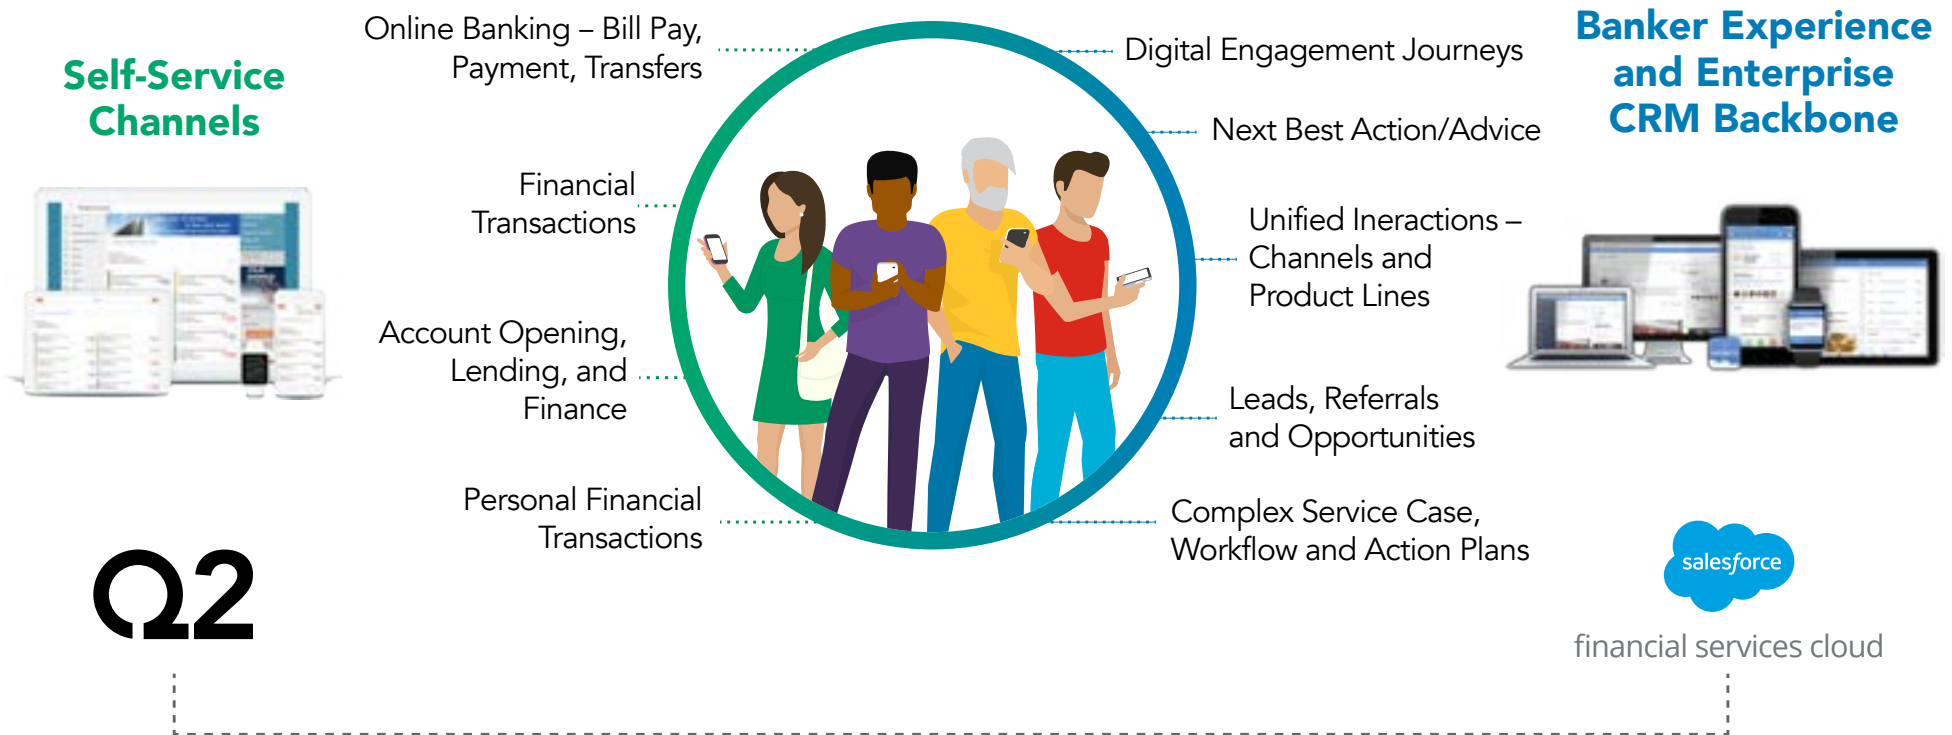 Self-Service
Channels
Online Banking – Bill Pay,
Payment, Transfers
Financial
Transactions
Account Opening,
Lending, and
Finance
Personal Financial
Transactions
Q2
Digital Engagement Journeys
Next Best Action/Advice
Unified Ineractions –
Channels and
Product Lines
Leads, Referrals
and Opportunities
Complex Service Case,
Workflow and Action Plans
Banker Experience
and Enterprise
CRM Backbone
salesforce
financial services cloud